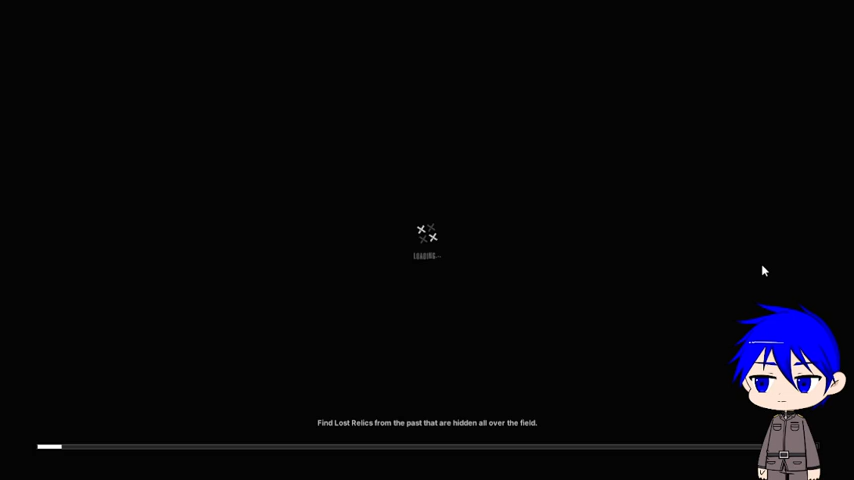 LOADING...
Find Lost Relics from the past that are hidden all over the field.